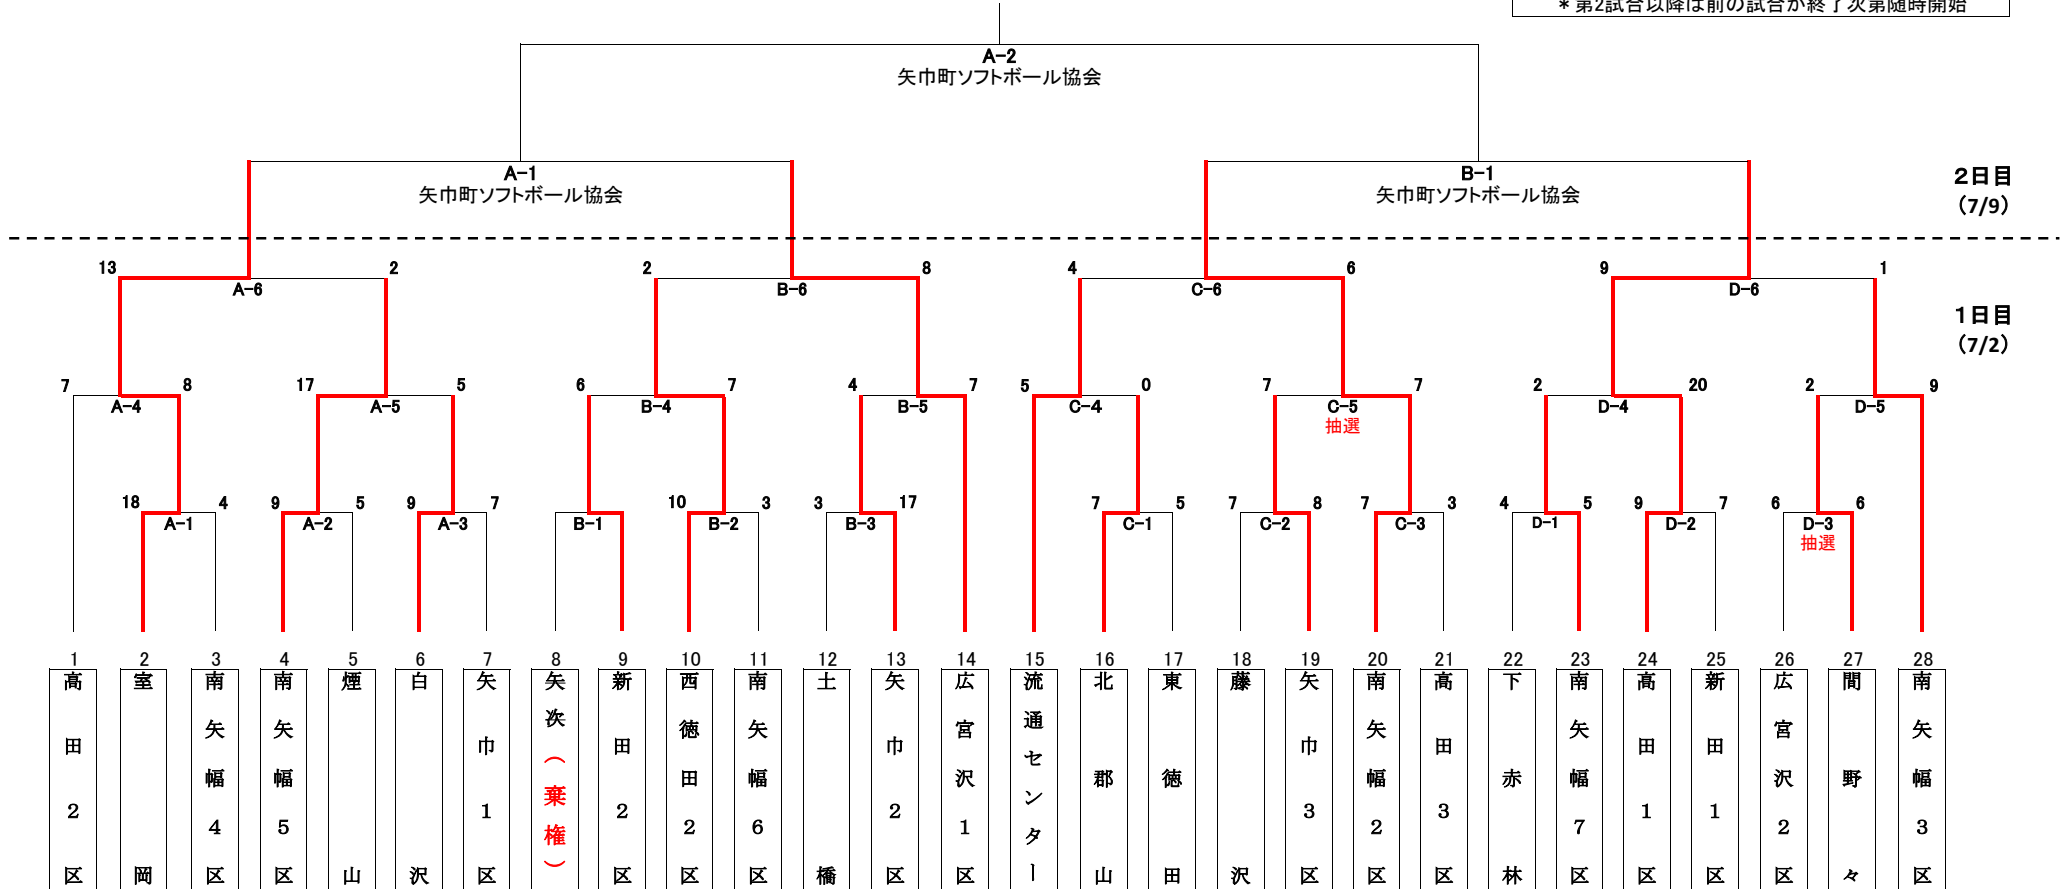 ＊第2試合以降は前の試合が終了次第随時開始
A-2
矢巾町ソフトボール協会
A-1
矢巾町ソフトボール協会
B-1
矢巾町ソフトボール協会
2日目
(7/9)
13 2 2 8 4 6 9 1
A-6 B-6 C-6 D-6
1日目
(7/2)
7 8 17 5 6 7 4 7 5 0 7 7 2 20 2 9
A-4 A-5 B-4 B-5 C-4 C-5 D-4 D-5
抽選
18 4 9 5 9 7 10 3 3 17 7 5 7 8 7 3 4 5 9 7 6 6
A-1 A-2 A-3 B-1 B-2 B-3 C-1 C-2 C-3 D-1 D-2 D-3
抽選
1 2 3 4 5 6 7 8 9 10 11 12 13 14 15 16 17 18 19 20 21 22 23 24 25 26 27 28
高田2区
室岡
南矢幅4区
南矢幅5区
煙山
白沢
矢巾1区
矢次（棄権）
新田2区
西徳田2区
南矢幅6区
土橋
矢巾2区
広宮沢1区
流通センター
北郡山
東徳田
藤沢
矢巾3区
南矢幅2区
高田3区
下赤林
南矢幅7区
高田1区
新田1区
広宮沢2区
間野々
南矢幅3区